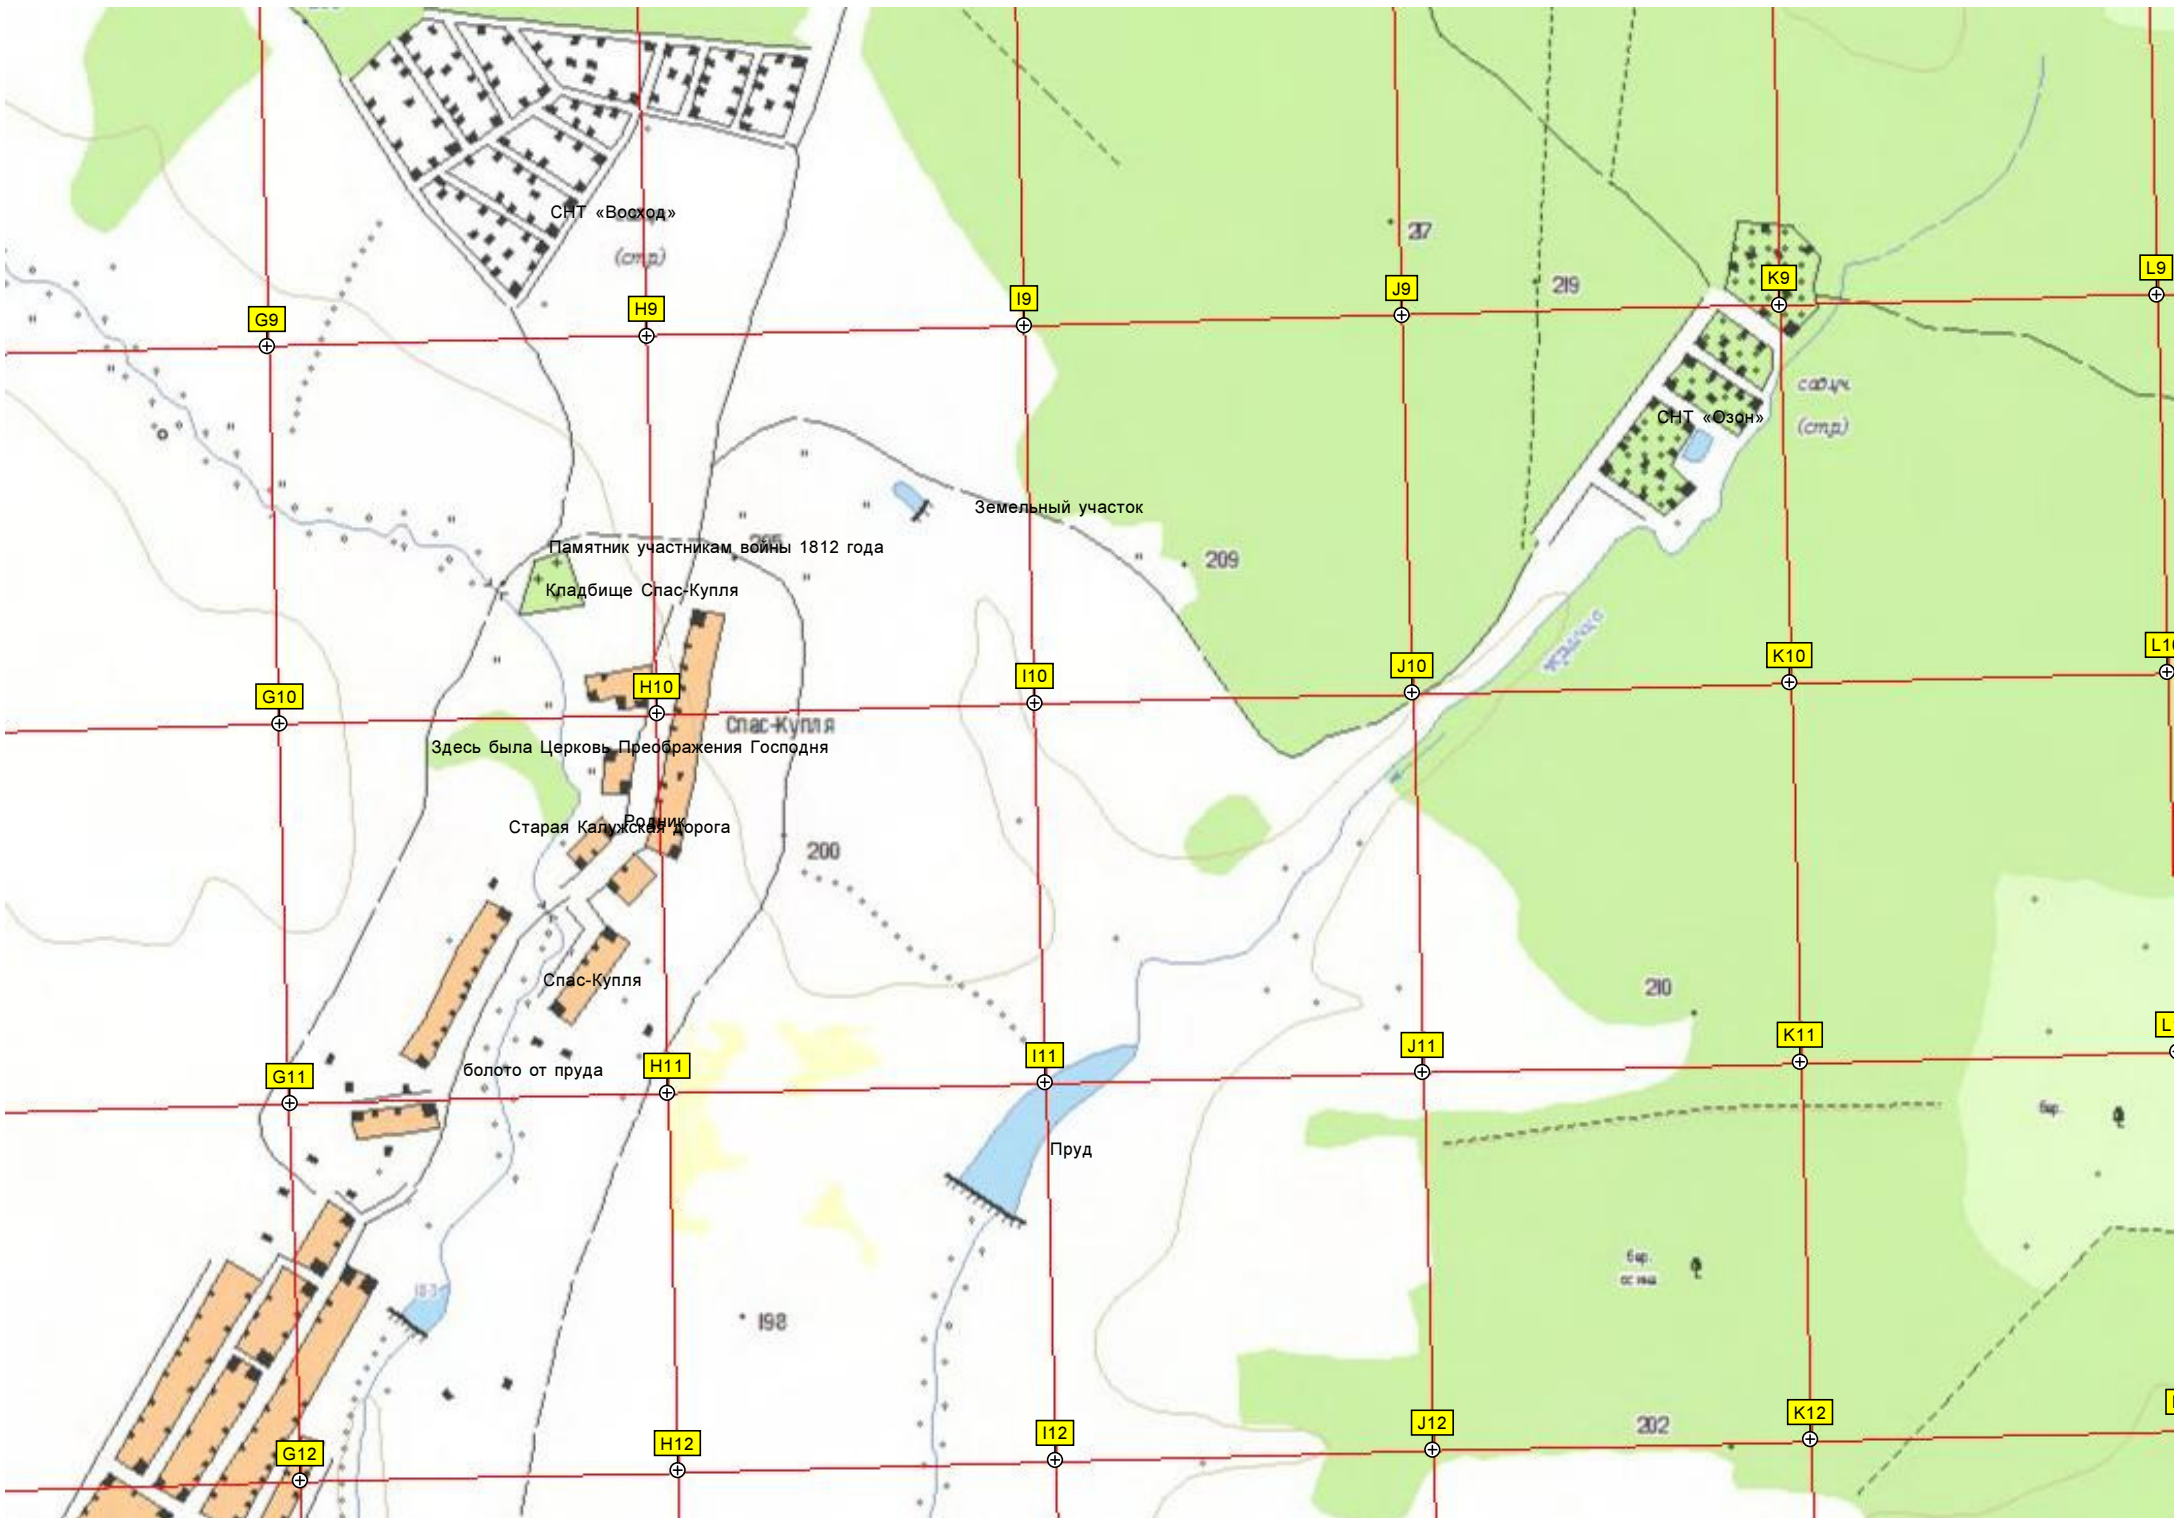 СНТ «Восход»
(стр)
217
219
K9
L9
I9
J9
H9
G9
сад.уч.
(стр)
СНТ «Озон»
Земельный участок
Памятник участникам войны 1812 года
209
Кладбище Спас-Купля
K10
J10
I10
H10
G10
Спас-Купля
Здесь была Церковь Преображения Господня
Родник
Старая Калужская дорога
200
Спас-Купля
210
K11
J11
I11
H11
G11
болото от пруда
бер.
Пруд
бер.
осина
198
202
K12
J12
I12
H12
G12